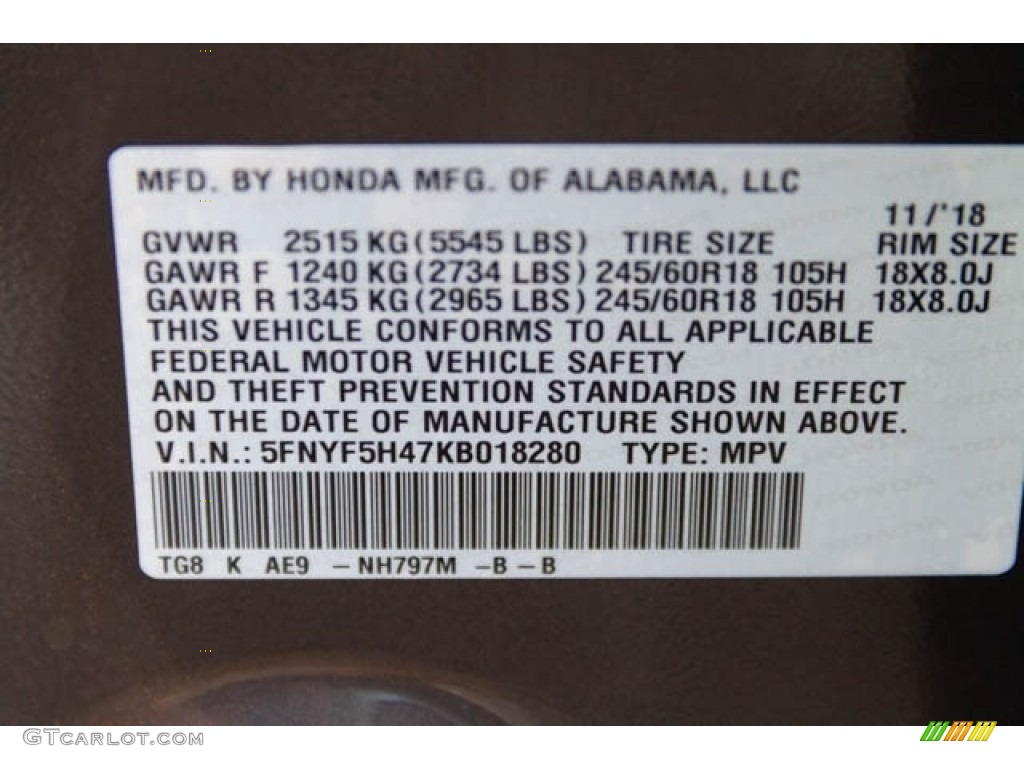 MFD. BY HONDA MFG. OF ALABAMA, LLC
11/'18
GVWR 2515 KG(5545 LBS) TIRE SIZE RIM SIZE
GAWR F 1240 KG(2734 LBS) 245/60R18 105H 18X8.0J
GAWR R 1345 KG(2965 LBS) 245/60R18 105H 18X8.0J
THIS VEHICLE CONFORMS TO ALL APPLICABLE
FEDERAL MOTOR VEHICLE SAFETY
AND THEFT PREVENTION STANDARDS IN EFFECT
ON THE DATE OF MANUFACTURE SHOWN ABOVE.
V.I.N.: 5FNYF5H47KB018280 TYPE: MPV
TG8 K AE9 -NH797M -B-B
GTCARLOT.COM